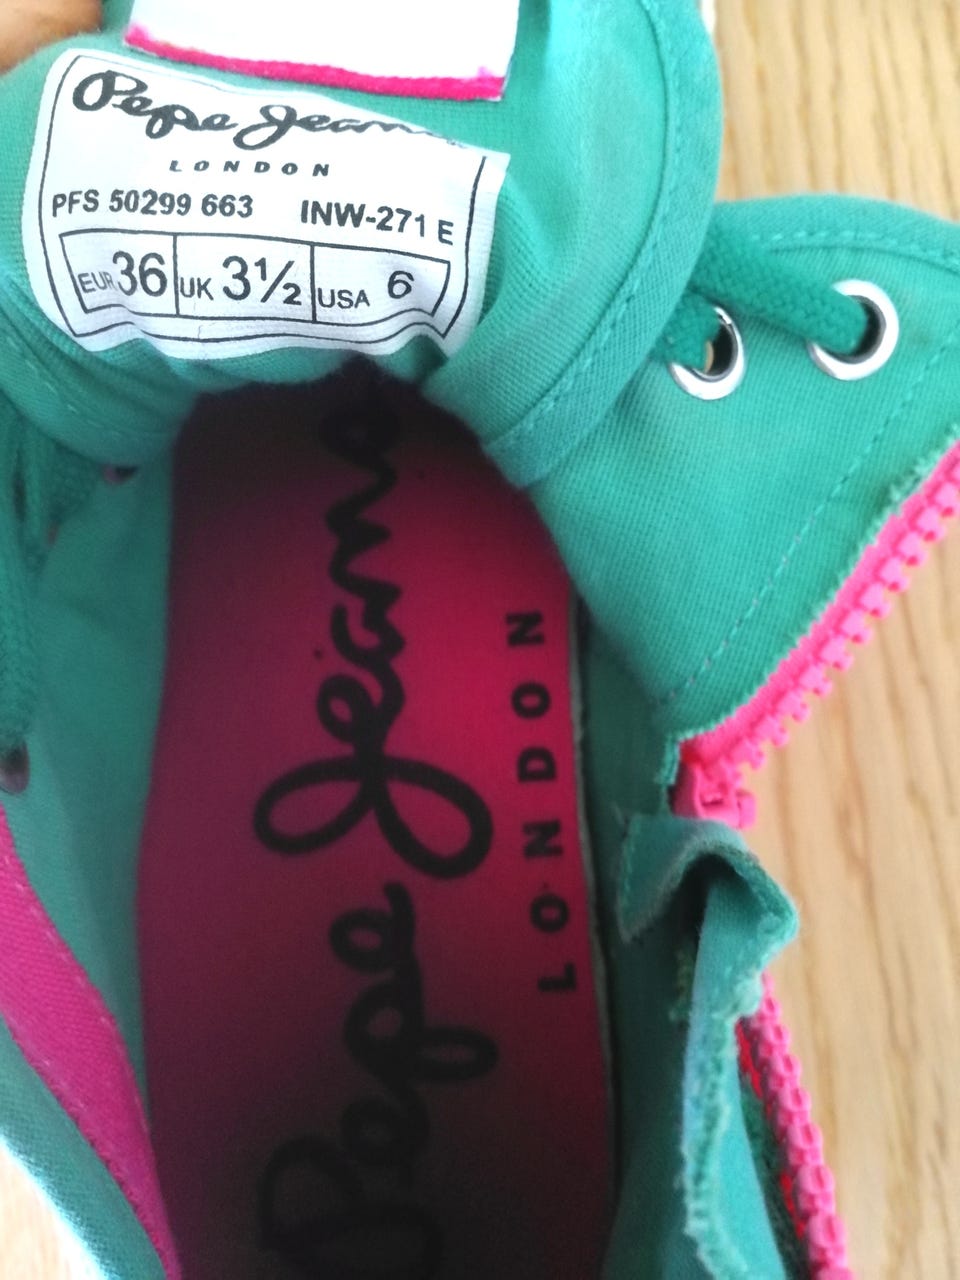 Pepe Jeans
LONDON
PFS 50299 663 INW-271 E
EUR 36 UK 3½ USA 6
Pepe Jeans
LONDON